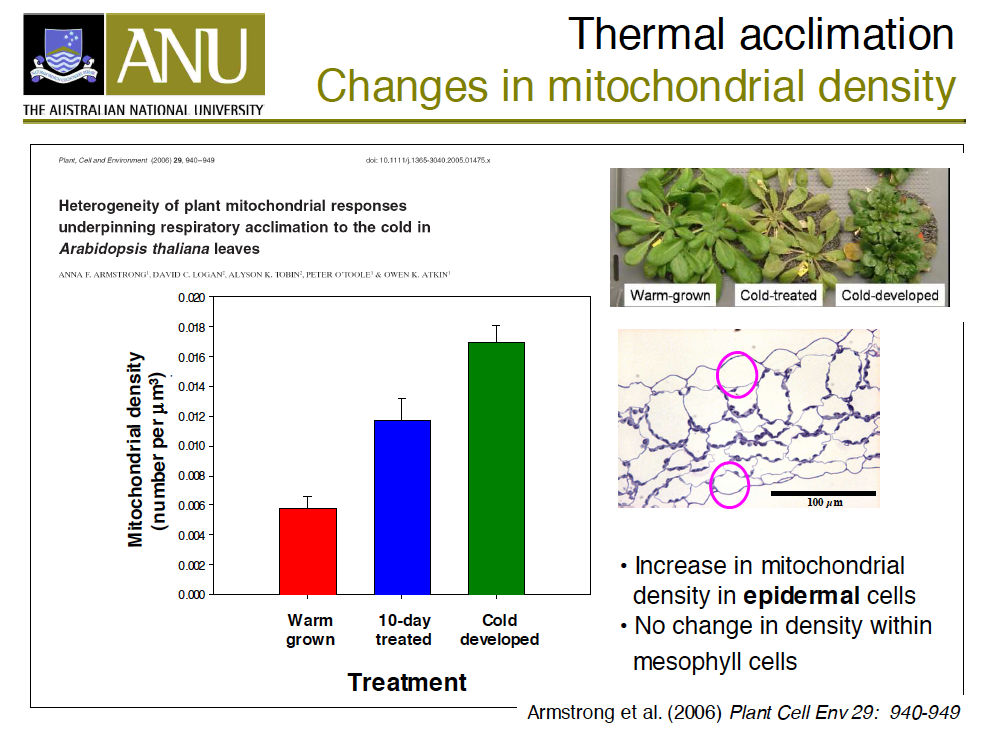 ANU
THE AUSTRALIAN NATIONAL UNIVERSITY
Thermal acclimation
Changes in mitochondrial density
Plant, Cell and Environment (2006) 29, 940–949
doi: 10.1111/j.1365-3040.2005.01475.x
Heterogeneity of plant mitochondrial responses
underpinning respiratory acclimation to the cold in
Arabidopsis thaliana leaves
ANNA F. ARMSTRONG¹, DAVID C. LOGAN², ALYSON K. TOBIN², PETER O'TOOLE¹ & OWEN K. ATKIN¹
Mitochondrial density
(number per μm³)
0.020
0.018
0.016
0.014
0.012
0.010
0.008
0.006
0.004
0.002
0.000
Warm
grown
10-day
treated
Cold
developed
Treatment
Warm-grown
Cold-treated
Cold-developed
100 μm
• Increase in mitochondrial
density in epidermal cells
• No change in density within
mesophyll cells
Armstrong et al. (2006) Plant Cell Env 29: 940-949